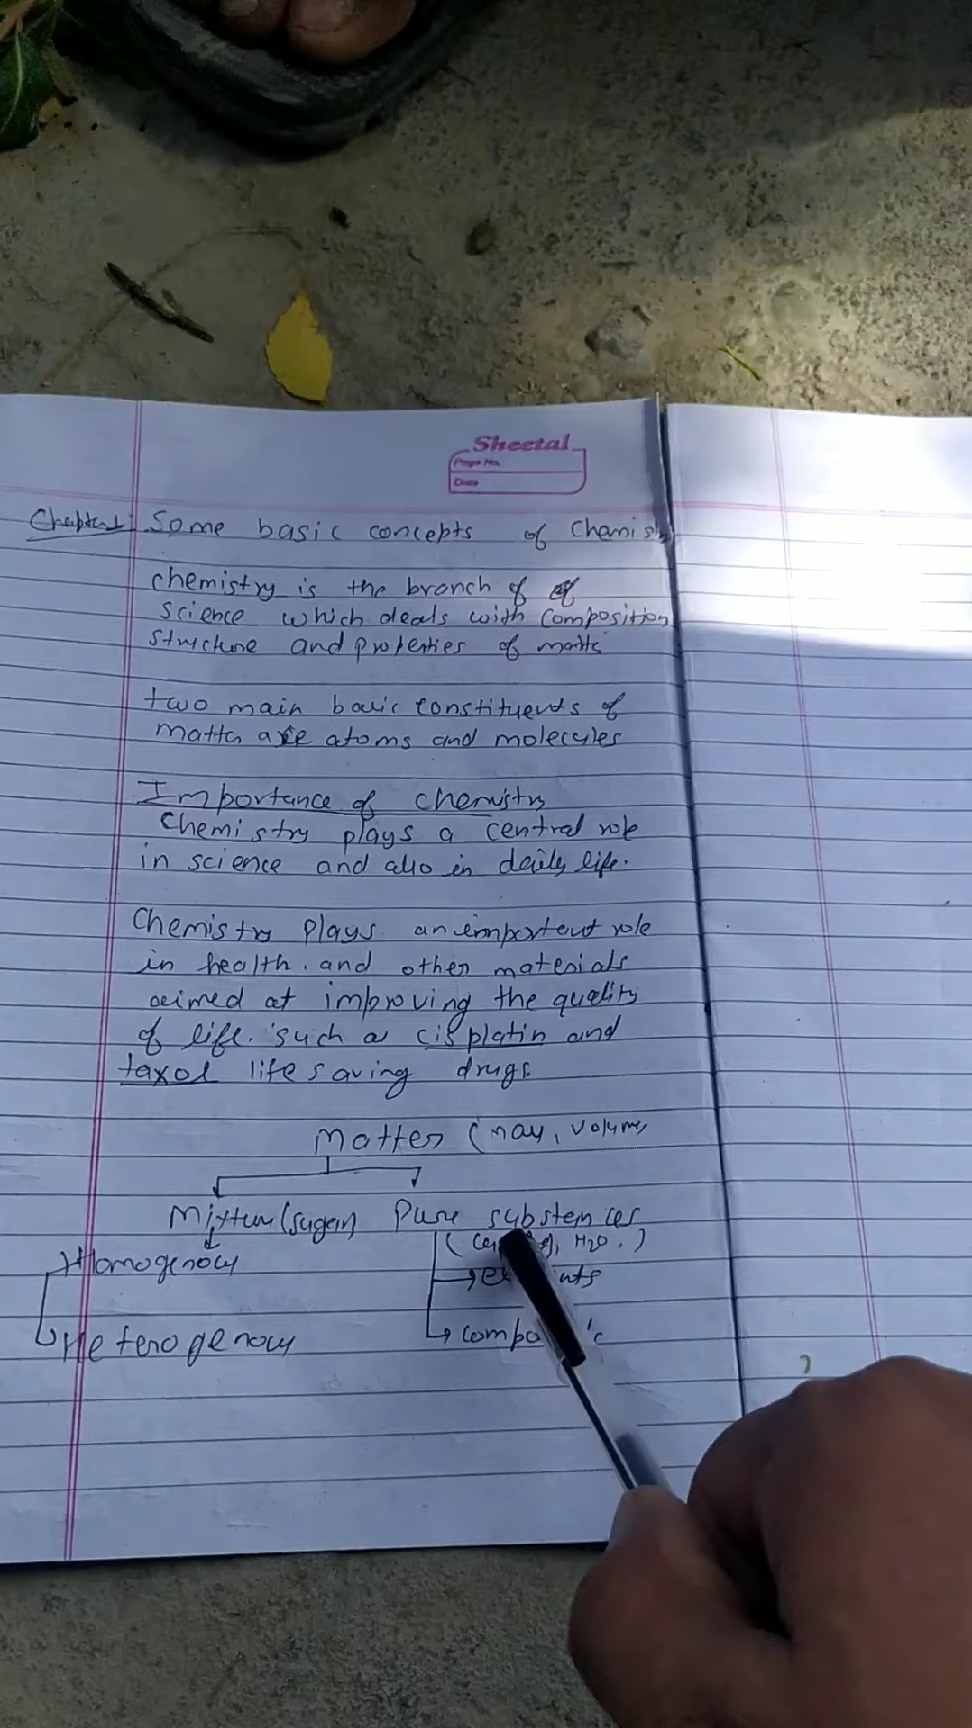 Sheetal
Page No.
Date
Chapter 1 Some basic concepts of Chemistry
chemistry is the branch of of
science which deals with composition
structure and properties of matter
two main basic constituents of
matter are atoms and molecules
Importance of chemistry
Chemistry plays a central role
in science and also in daily life.
Chemistry plays an important role
in health. and other materials
aimed at improving the quality
of life. such as cisplatin and
taxol life saving drugs
Matter (mass, volume,
Mixture (sugar) Pure substances
( H2O. )
Homogenous
Heterogenous